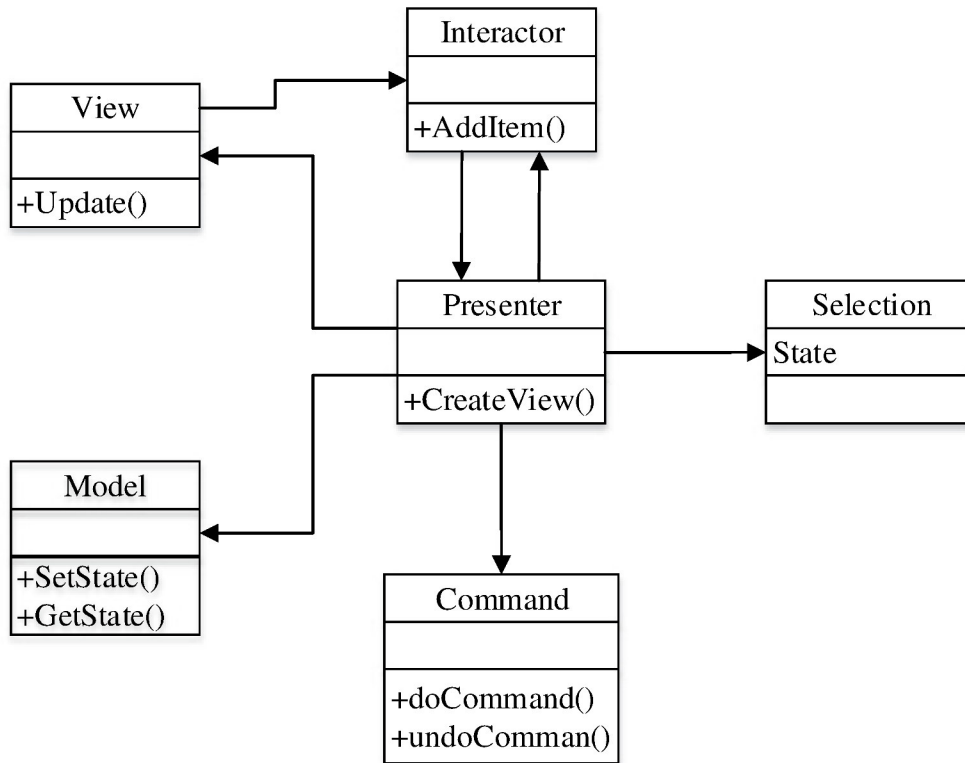 Interactor
+AddItem()
View
+Update()
Presenter
+CreateView()
Selection
State
Model
+SetState()
+GetState()
Command
+doCommand()
+undoComman()